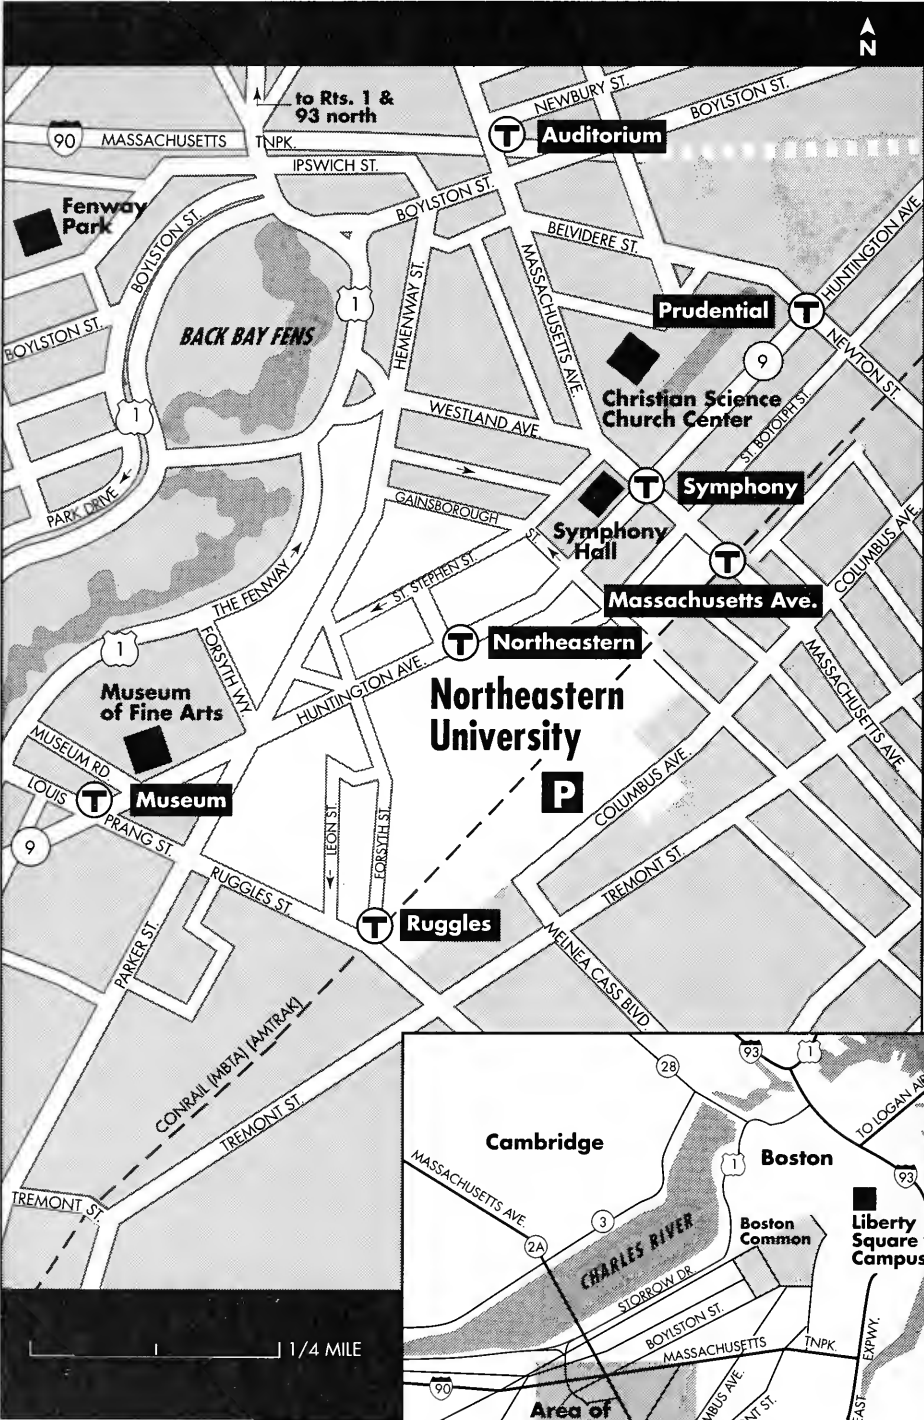 N
to Rts. 1 &
93 north
NEWBURY ST.
BOYLSTON ST.
90
MASSACHUSETTS TNPK.
T Auditorium
IPSWICH ST.
Fenway
Park
BOYLSTON ST.
BOYLSTON ST.
BELVIDERE ST.
HUNTINGTON AVE.
1
BACK BAY FENS
HEMENWAY ST.
MASSACHUSETTS AVE.
Prudential T
BOYLSTON ST.
9
NEWTON ST.
1
Christian Science
Church Center
WESTLAND AVE.
ST. BOTOLPH ST.
PARK DRIVE
GAINSBOROUGH ST.
T Symphony
Symphony
Hall
COLUMBUS AVE.
THE FENWAY
ST. STEPHEN ST.
T
Massachusetts Ave.
1
FORSYTH WY.
T Northeastern
MASSACHUSETTS AVE.
Museum
of Fine Arts
HUNTINGTON AVE.
Northeastern
University
MUSEUM RD.
P
COLUMBUS AVE.
LOUIS PRANG ST.
T Museum
9
LEON ST.
FORSYTH ST.
TREMONT ST.
RUGGLES ST.
T Ruggles
PARKER ST.
MELNEA CASS BLVD.
CONRAIL [MBTA] [AMTRAK]
TREMONT ST.
TREMONT ST.
1/4 MILE
28
93
1
TO LOGAN AI
Cambridge
MASSACHUSETTS AVE.
1
Boston
93
3
2A
CHARLES RIVER
Boston
Common
Liberty
Square
Campus
STORROW DR.
BOYLSTON ST.
MASSACHUSETTS TNPK.
EXPWY.
90
Area of
MBUS AVE.
NT ST.
EAST